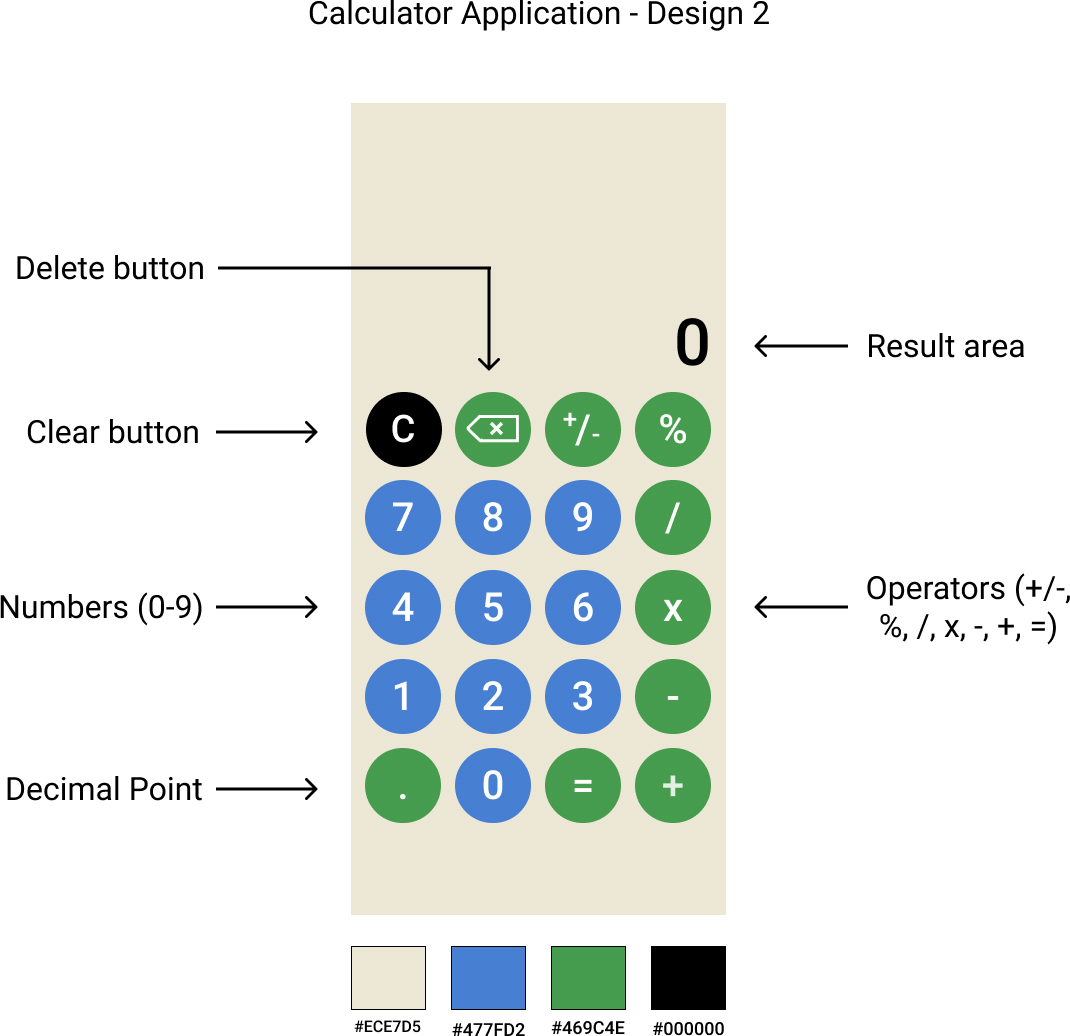 Calculator Application - Design 2
Delete button
0
Result area
Clear button
C
+/-
%
7
8
9
/
Numbers (0-9)
4
5
6
x
Operators (+/-,
%, /, x, -, +, =)
1
2
3
-
Decimal Point
.
0
=
+
#ECE7D5
#477FD2
#469C4E
#000000